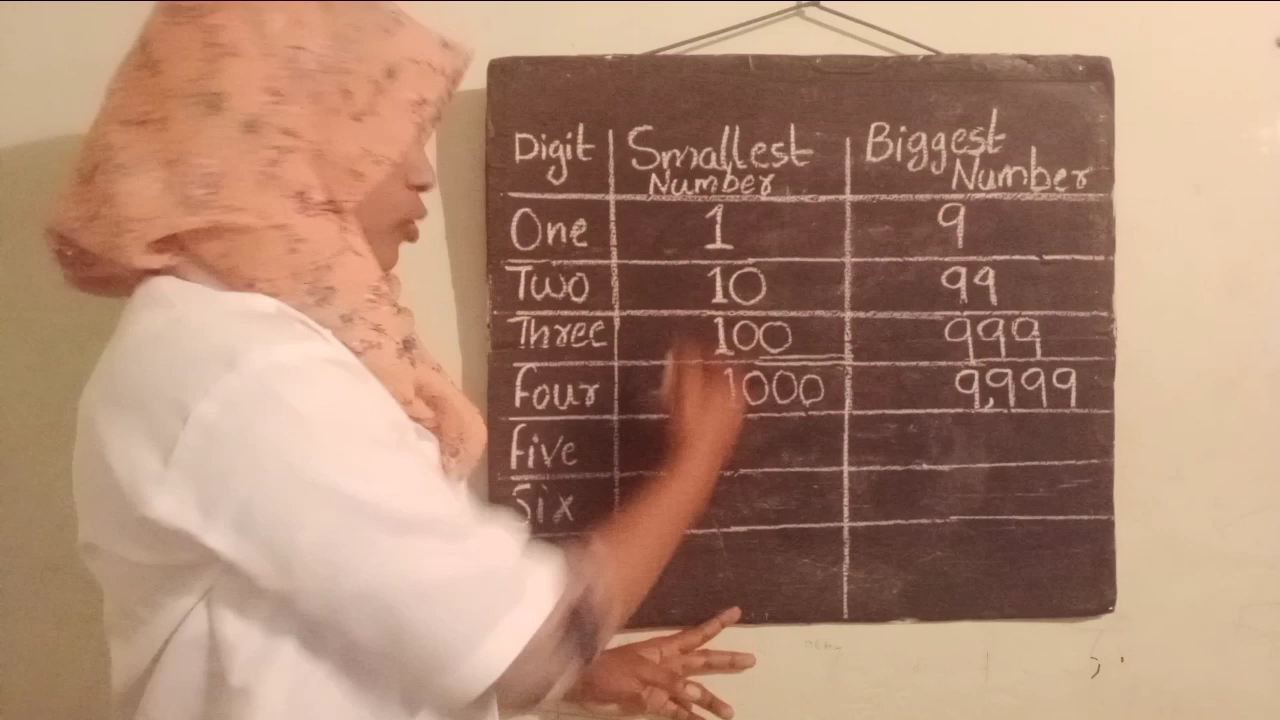 Digit Smallest Number Biggest Number
One 1 9
Two 10 99
Three 100 999
Four 1000 9,999
Five
Six